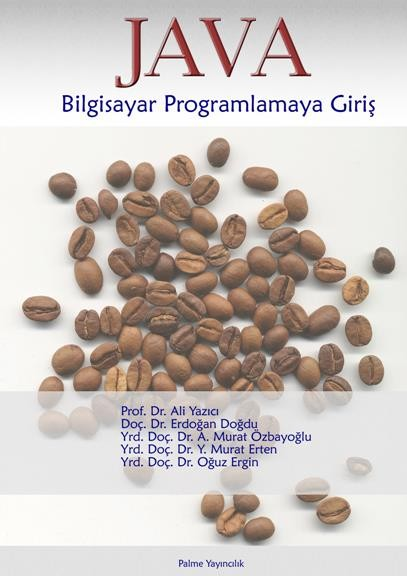 JAVA
Bilgisayar Programlamaya Giriş
Prof. Dr. Ali Yazıcı
Doç. Dr. Erdoğan Doğdu
Yrd. Doç. Dr. A. Murat Özbayoğlu
Yrd. Doç. Dr. Y. Murat Erten
Yrd. Doç. Dr. Oğuz Ergin
Palme Yayıncılık